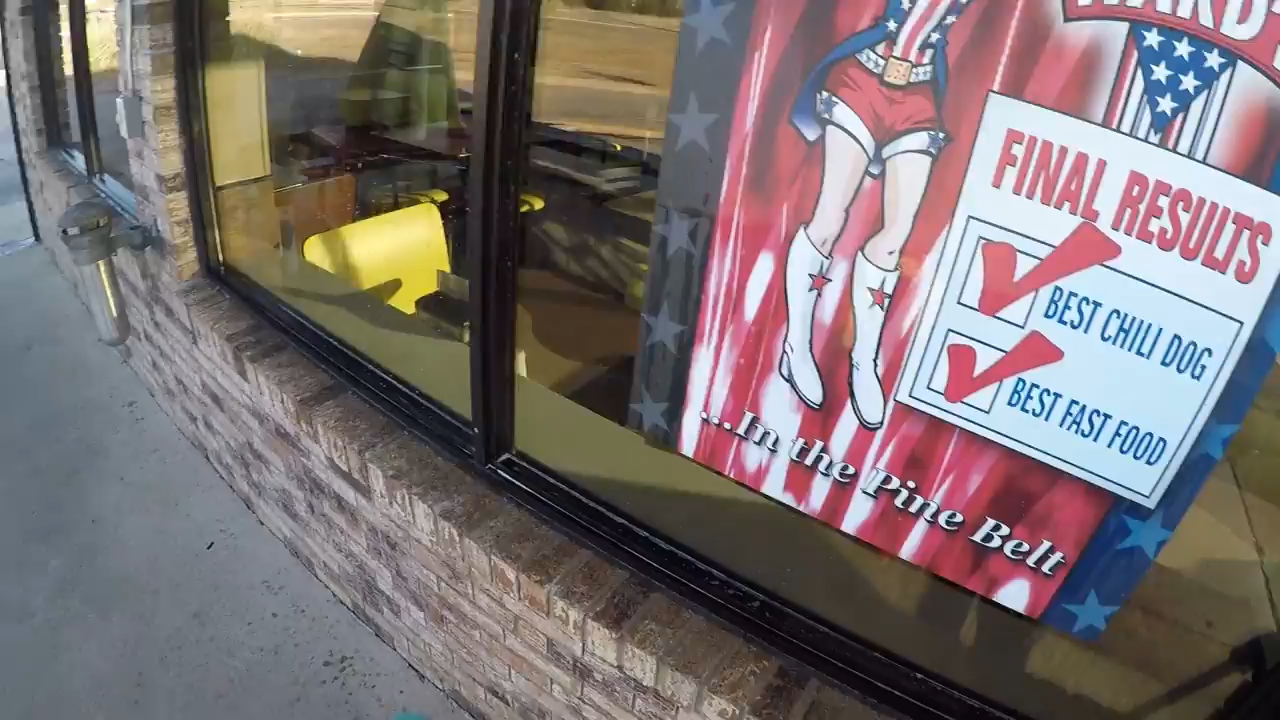 FINAL RESULTS
BEST CHILI DOG
BEST FAST FOOD
...In the Pine Belt